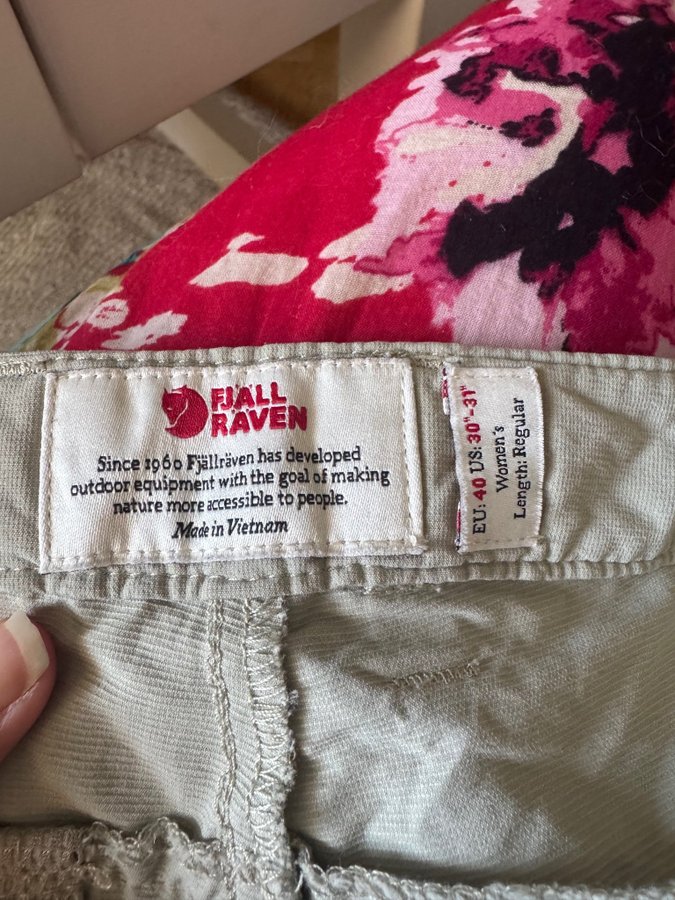 FJÄLL
RÄVEN
Since 1960 Fjällräven has developed
outdoor equipment with the goal of making
nature more accessible to people.
Made in Vietnam
EU: 40 US: 30"-31"
Women's
Length: Regular